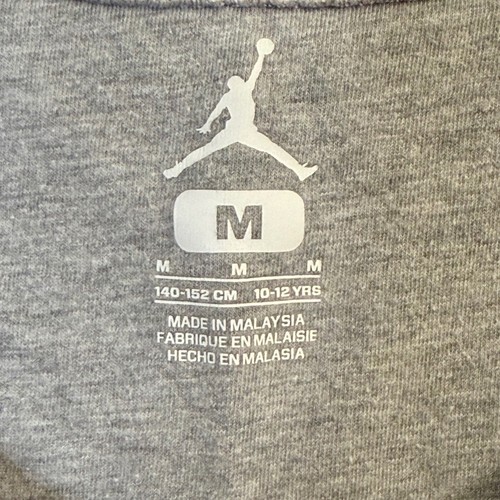 M
M M M
140-152 CM 10-12 YRS
MADE IN MALAYSIA
FABRIQUE EN MALAISIE
HECHO EN MALASIA